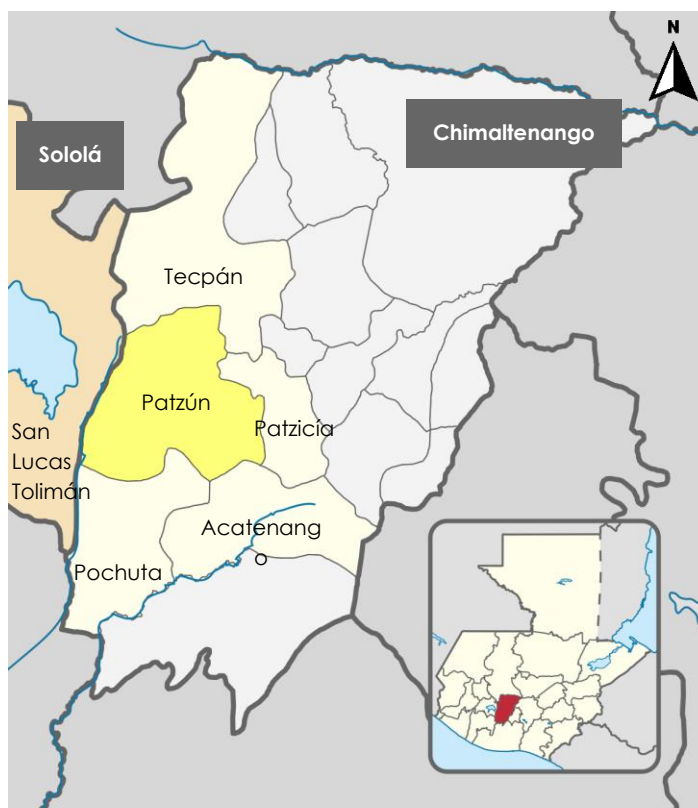 N
Chimaltenango
Sololá
Tecpán
Patzún
Patzicía
San
Lucas
Tolimán
Acatenang
o
Pochuta